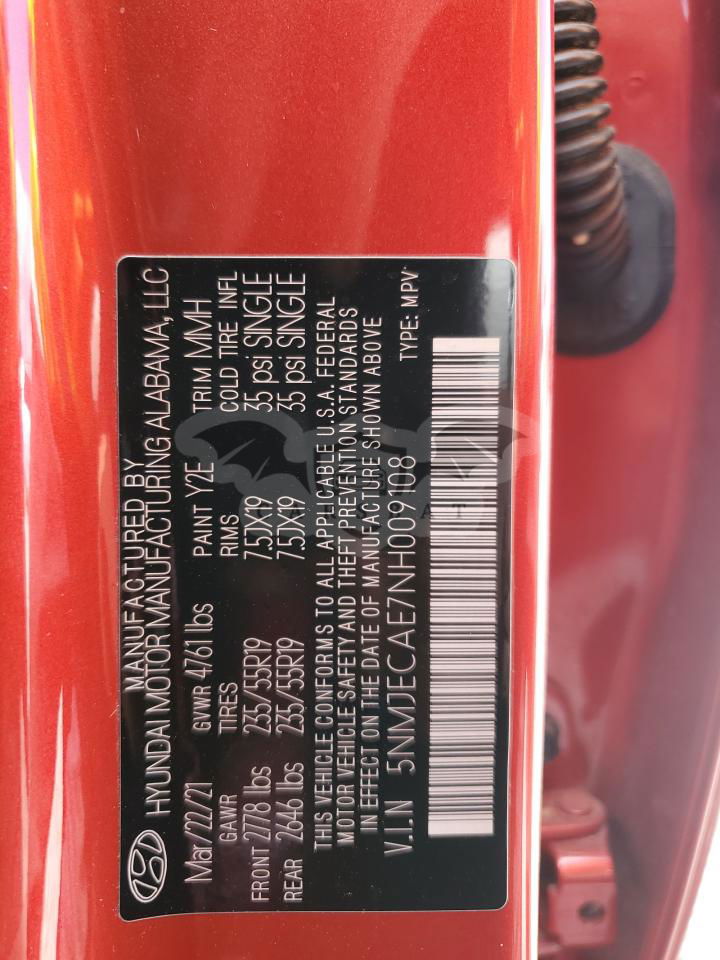 MANUFACTURED BY
HYUNDAI MOTOR MANUFACTURING ALABAMA, LLC
Mar/22/21 GVWR 4761 lbs PAINT Y2E TRIM MMH
GAWR TIRES RIMS COLD TIRE INFL
FRONT 2778 lbs 235/55R19 7.5JX19 35 psi SINGLE
REAR 2646 lbs 235/55R19 7.5JX19 35 psi SINGLE
THIS VEHICLE CONFORMS TO ALL APPLICABLE U.S.A. FEDERAL
MOTOR VEHICLE SAFETY AND THEFT PREVENTION STANDARDS
IN EFFECT ON THE DATE OF MANUFACTURE SHOWN ABOVE
V.I.N 5NMJECAE7NH009108 TYPE: MPV